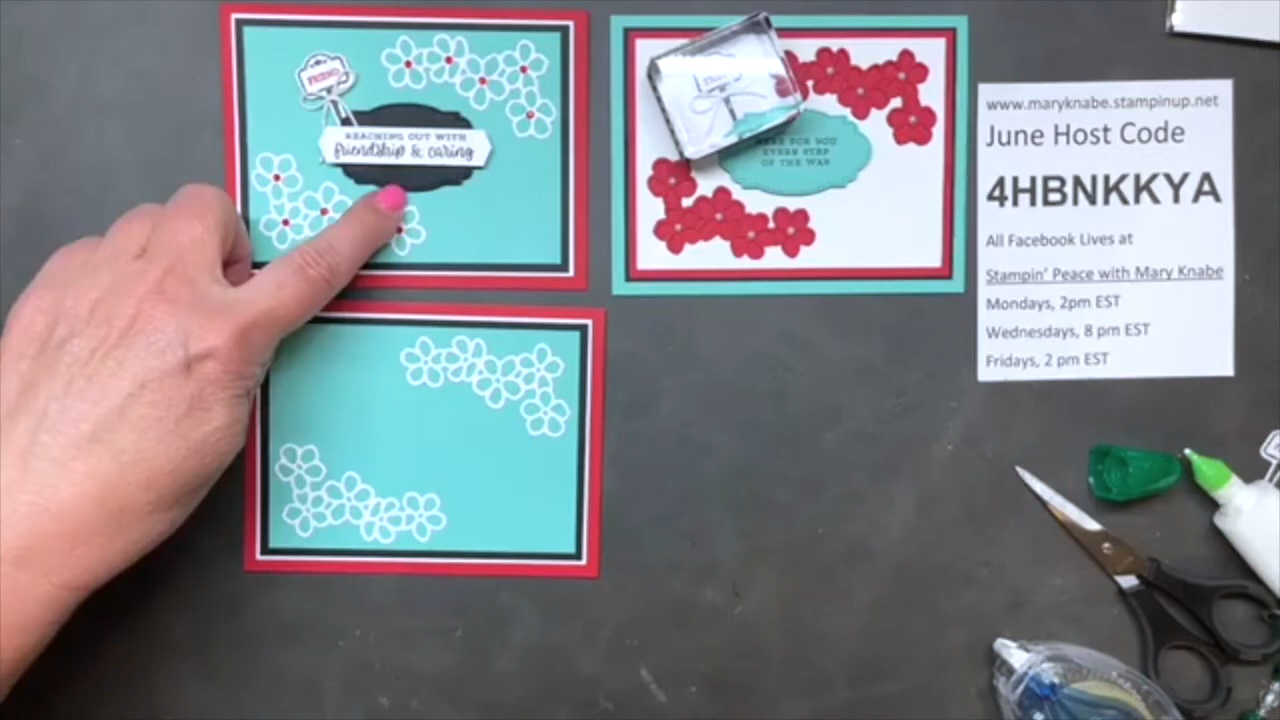 FRIEND
REACHING OUT WITH
friendship & caring
HERE FOR YOU
EVERY STEP
OF THE WAY
www.maryknabe.stampinup.net
June Host Code
4HBNKKYA
All Facebook Lives at
Stampin' Peace with Mary Knabe
Mondays, 2pm EST
Wednesdays, 8 pm EST
Fridays, 2 pm EST